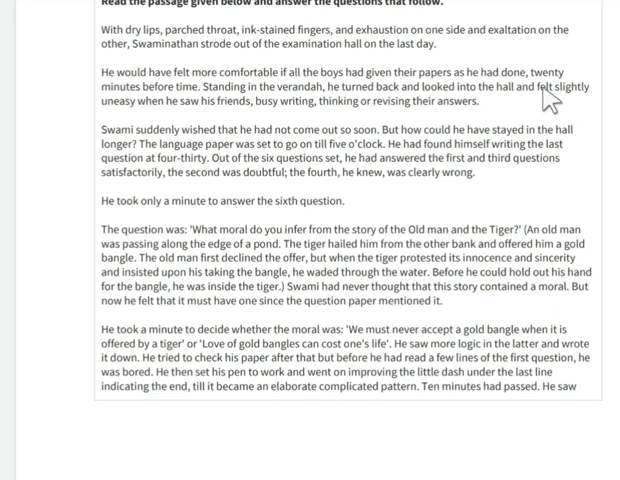 Read the passage given below and answer the questions that follow.
With dry lips, parched throat, ink-stained fingers, and exhaustion on one side and exaltation on the
other, Swaminathan strode out of the examination hall on the last day.
He would have felt more comfortable if all the boys had given their papers as he had done, twenty
minutes before time. Standing in the verandah, he turned back and looked into the hall and felt slightly
uneasy when he saw his friends, busy writing, thinking or revising their answers.
Swami suddenly wished that he had not come out so soon. But how could he have stayed in the hall
longer? The language paper was set to go on till five o'clock. He had found himself writing the last
question at four-thirty. Out of the six questions set, he had answered the first and third questions
satisfactorily, the second was doubtful; the fourth, he knew, was clearly wrong.
He took only a minute to answer the sixth question.
The question was: 'What moral do you infer from the story of the Old man and the Tiger?' (An old man
was passing along the edge of a pond. The tiger hailed him from the other bank and offered him a gold
bangle. The old man first declined the offer, but when the tiger protested its innocence and sincerity
and insisted upon his taking the bangle, he waded through the water. Before he could hold out his hand
for the bangle, he was inside the tiger.) Swami had never thought that this story contained a moral. But
now he felt that it must have one since the question paper mentioned it.
He took a minute to decide whether the moral was: 'We must never accept a gold bangle when it is
offered by a tiger' or 'Love of gold bangles can cost one's life'. He saw more logic in the latter and wrote
it down. He tried to check his paper after that but before he had read a few lines of the first question, he
was bored. He then set his pen to work and went on improving the little dash under the last line
indicating the end, till it became an elaborate complicated pattern. Ten minutes had passed. He saw